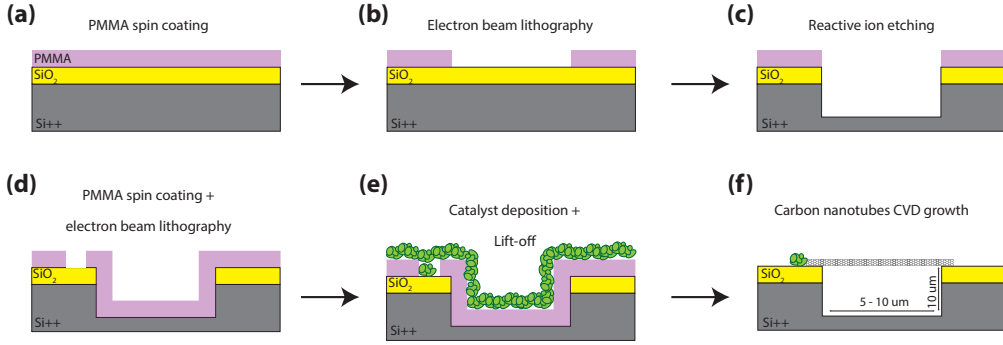 (a)
PMMA spin coating
PMMA
SiO2
Si++
(b)
Electron beam lithography
SiO2
Si++
(c)
Reactive ion etching
SiO2
Si++
(d)
PMMA spin coating +
electron beam lithography
SiO2
Si++
(e)
Catalyst deposition +
Lift-off
SiO2
Si++
(f)
Carbon nanotubes CVD growth
SiO2
5 - 10 um
10 um
Si++